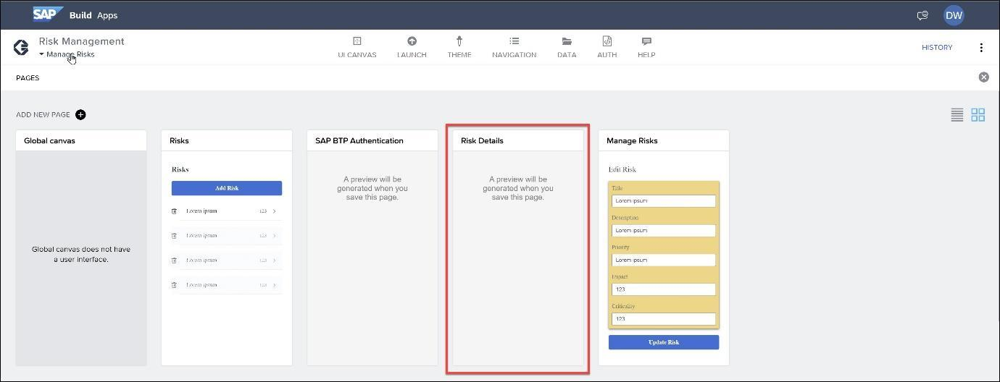 SAP Build Apps
DW
Risk Management
Manage Risks
UI CANVAS
LAUNCH
THEME
NAVIGATION
DATA
AUTH
HELP
HISTORY
PAGES
ADD NEW PAGE
Global canvas
Global canvas does not have
a user interface.
Risks
Risks
Add Risk
Lorem ipsum 123
Lorem ipsum 123
Lorem ipsum 123
Lorem ipsum 123
SAP BTP Authentication
A preview will be
generated when you
save this page.
Risk Details
A preview will be
generated when you
save this page.
Manage Risks
Edit Risk
Title
Lorem ipsum
Description
Lorem ipsum
Priority
Lorem ipsum
Impact
123
Criticality
123
Update Risk